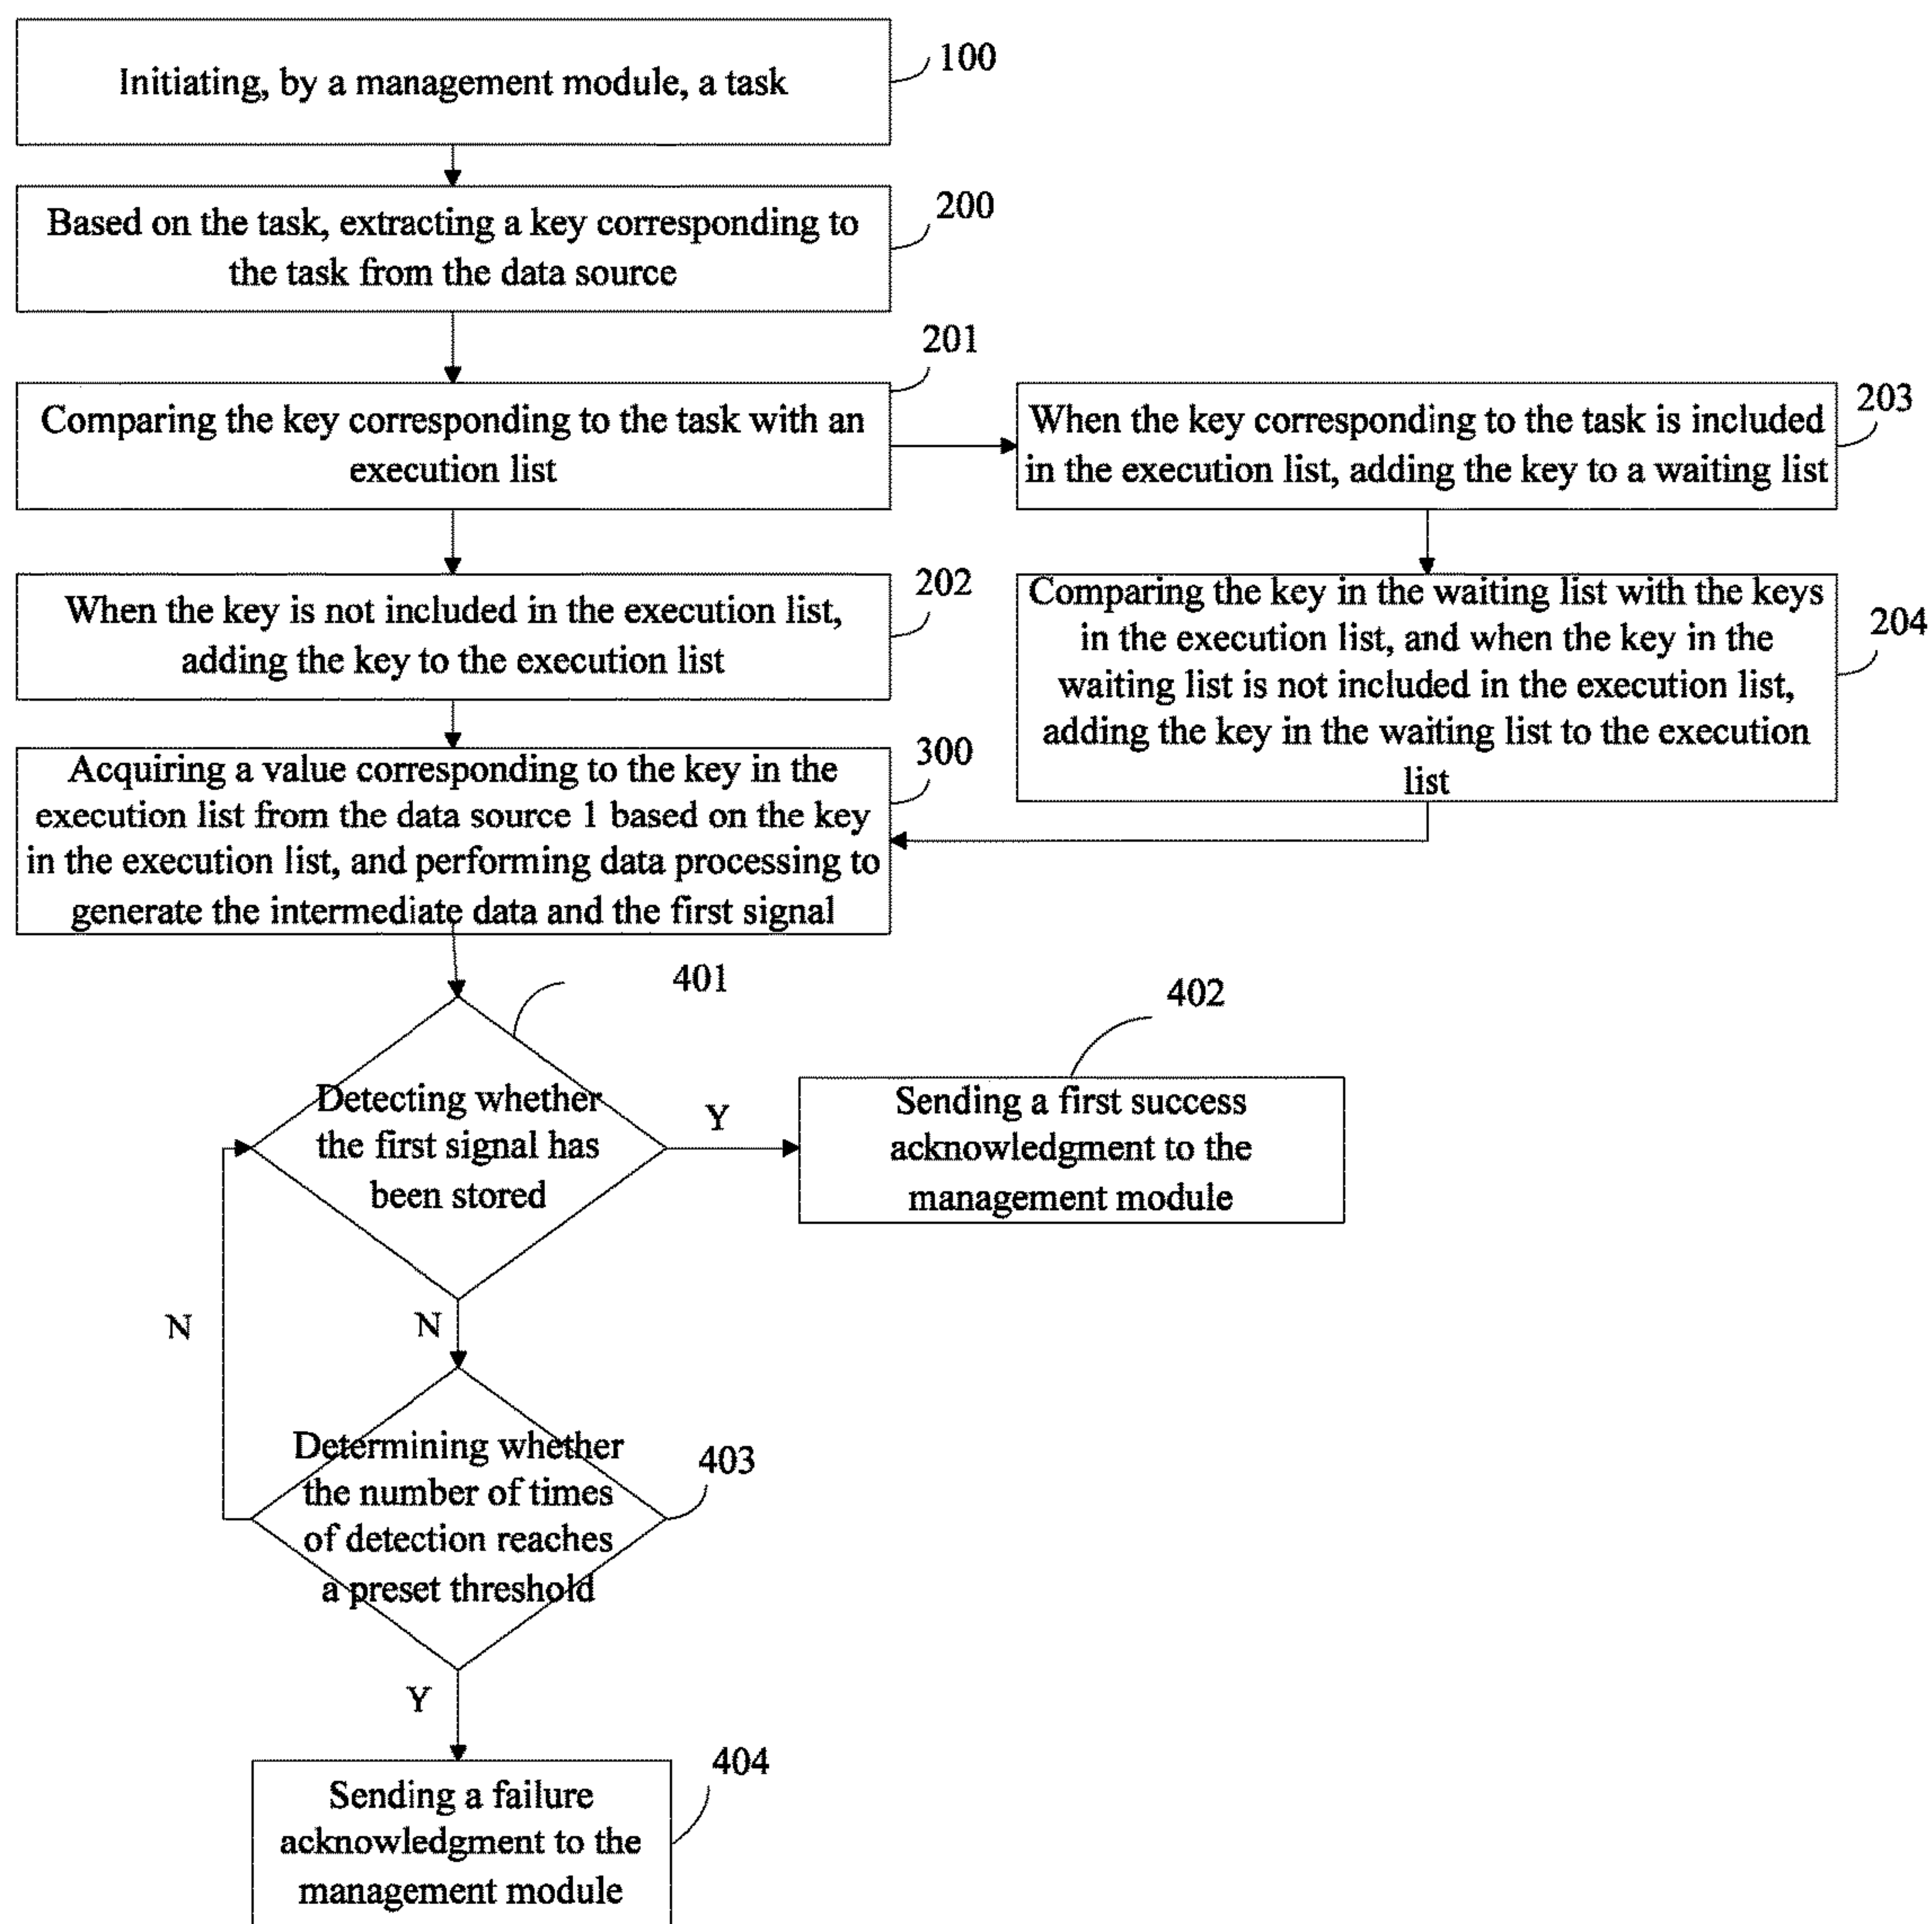 Initiating, by a management module, a task
100
Based on the task, extracting a key corresponding to
the task from the data source
200
Comparing the key corresponding to the task with an
execution list
201
When the key corresponding to the task is included
in the execution list, adding the key to a waiting list
203
When the key is not included in the execution list,
adding the key to the execution list
202
Comparing the key in the waiting list with the keys
in the execution list, and when the key in the
waiting list is not included in the execution list,
adding the key in the waiting list to the execution
list
204
Acquiring a value corresponding to the key in the
execution list from the data source 1 based on the key
in the execution list, and performing data processing to
generate the intermediate data and the first signal
300
Detecting whether
the first signal has
been stored
401
Y
Sending a first success
acknowledgment to the
management module
402
N
N
Determining whether
the number of times
of detection reaches
a preset threshold
403
Y
Sending a failure
acknowledgment to the
management module
404